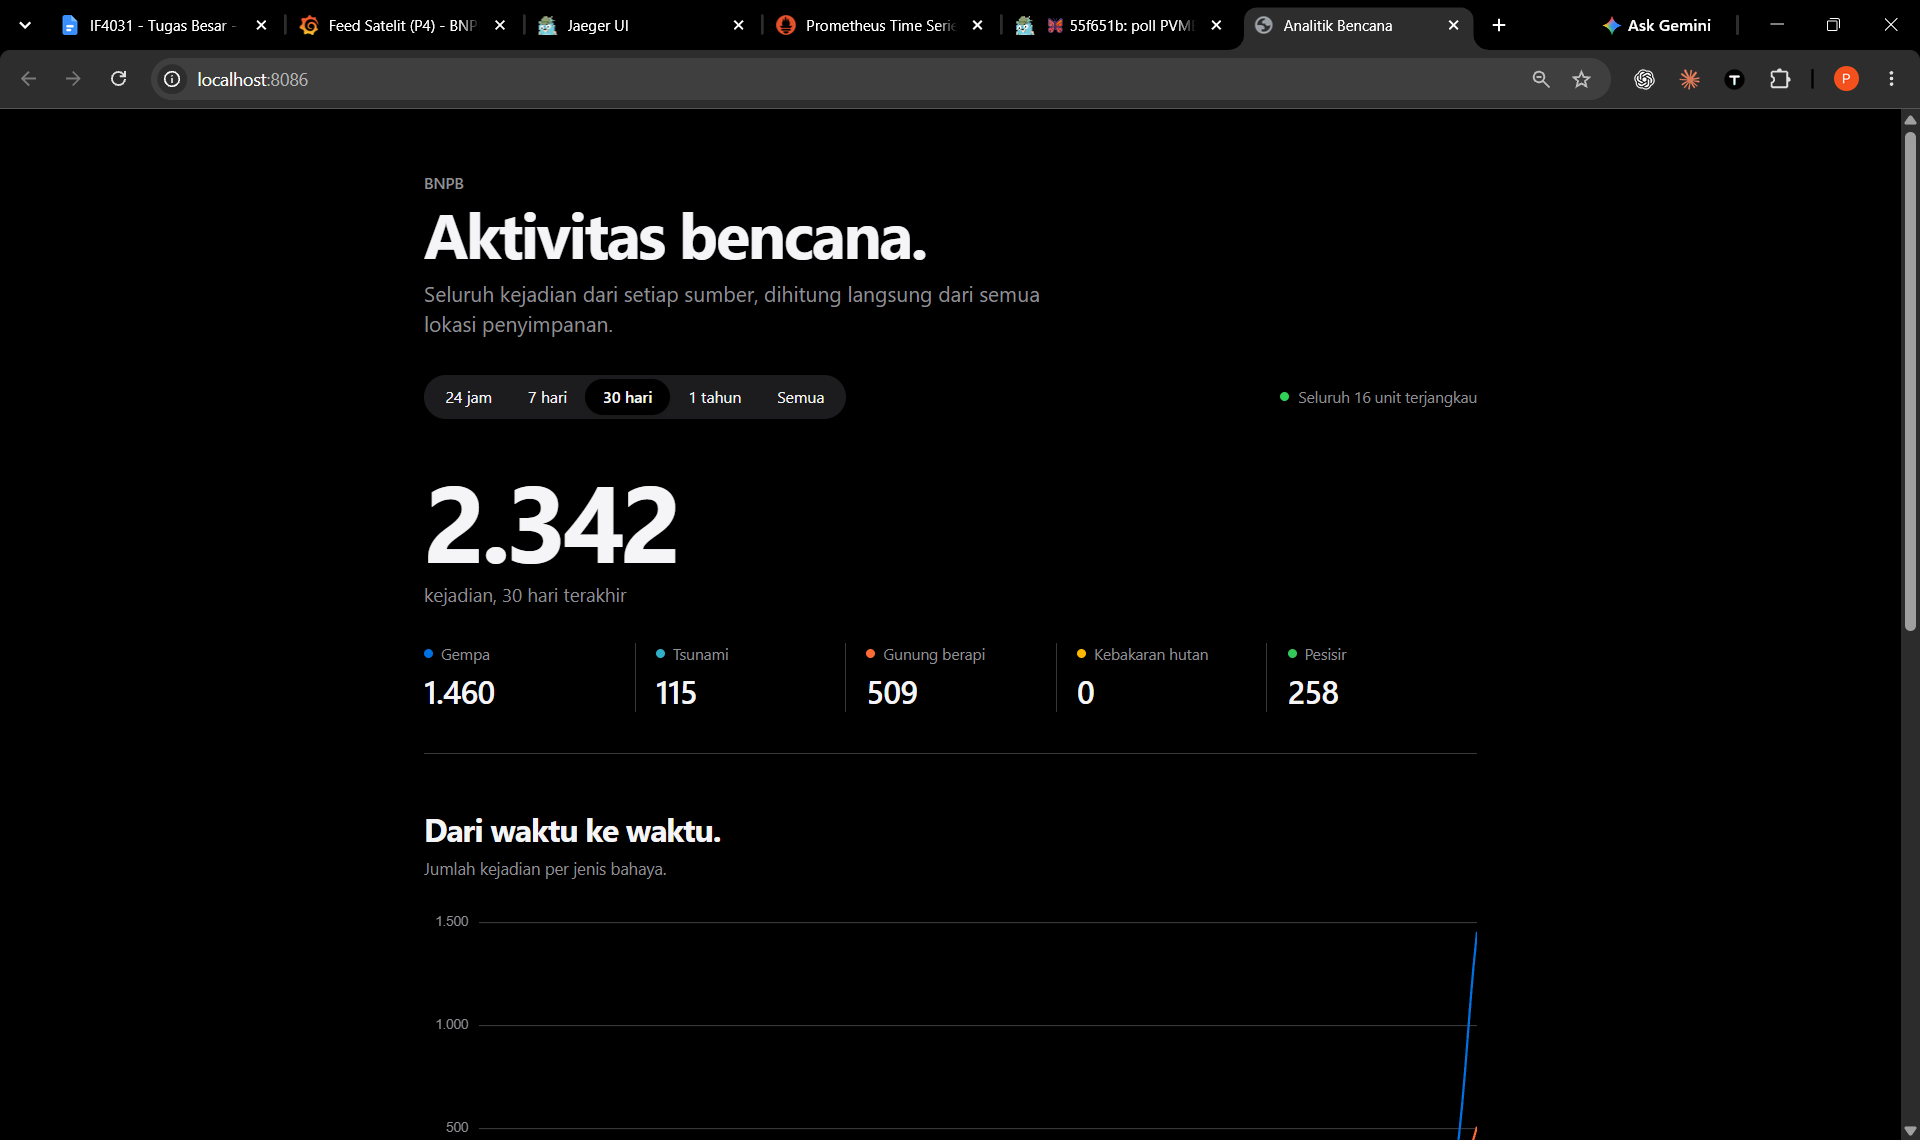 IF4031 - Tugas Besar -
Feed Satelit (P4) - BNP
Jaeger UI
Prometheus Time Serie
55f651b: poll PVM
Analitik Bencana
Ask Gemini
localhost:8086
T
P
BNPB
Aktivitas bencana.
Seluruh kejadian dari setiap sumber, dihitung langsung dari semua
lokasi penyimpanan.
24 jam
7 hari
30 hari
1 tahun
Semua
Seluruh 16 unit terjangkau
2.342
kejadian, 30 hari terakhir
Gempa
1.460
Tsunami
115
Gunung berapi
509
Kebakaran hutan
0
Pesisir
258
Dari waktu ke waktu.
Jumlah kejadian per jenis bahaya.
1.500
1.000
500